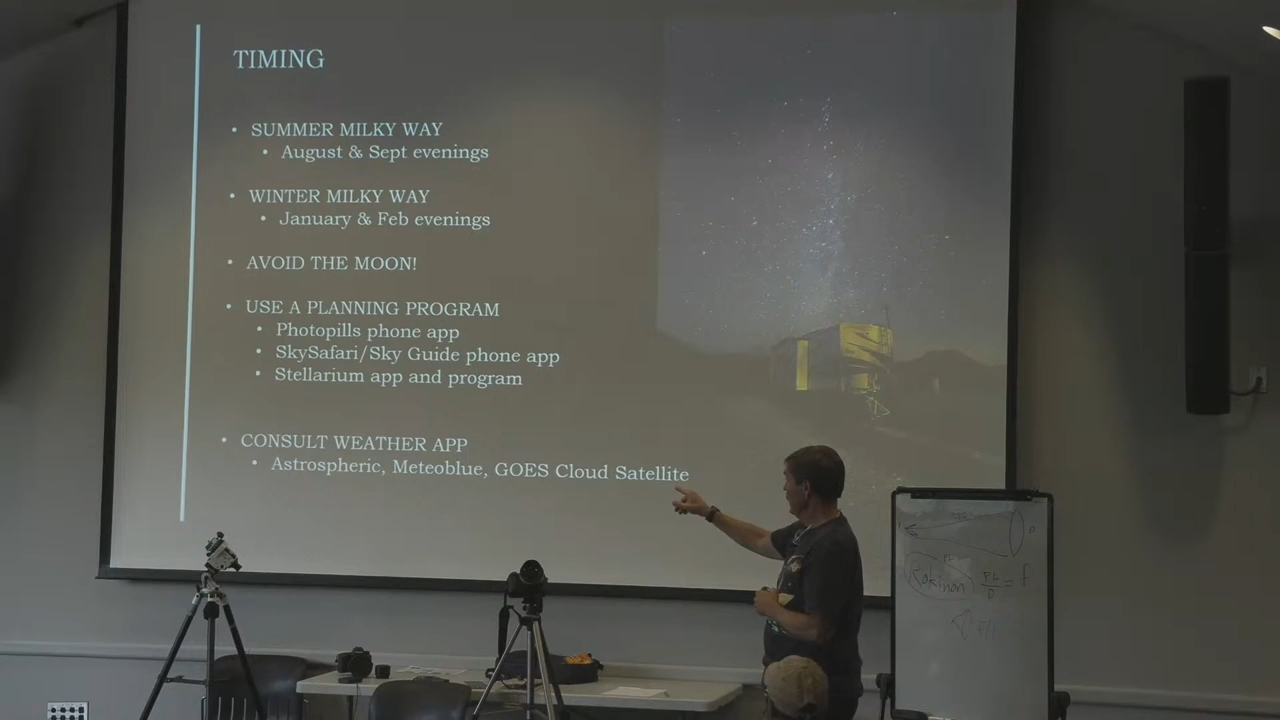 TIMING
• SUMMER MILKY WAY
• August & Sept evenings
• WINTER MILKY WAY
• January & Feb evenings
• AVOID THE MOON!
• USE A PLANNING PROGRAM
• Photopills phone app
• SkySafari/Sky Guide phone app
• Stellarium app and program
• CONSULT WEATHER APP
• Astrospheric, Meteoblue, GOES Cloud Satellite
Rokinon